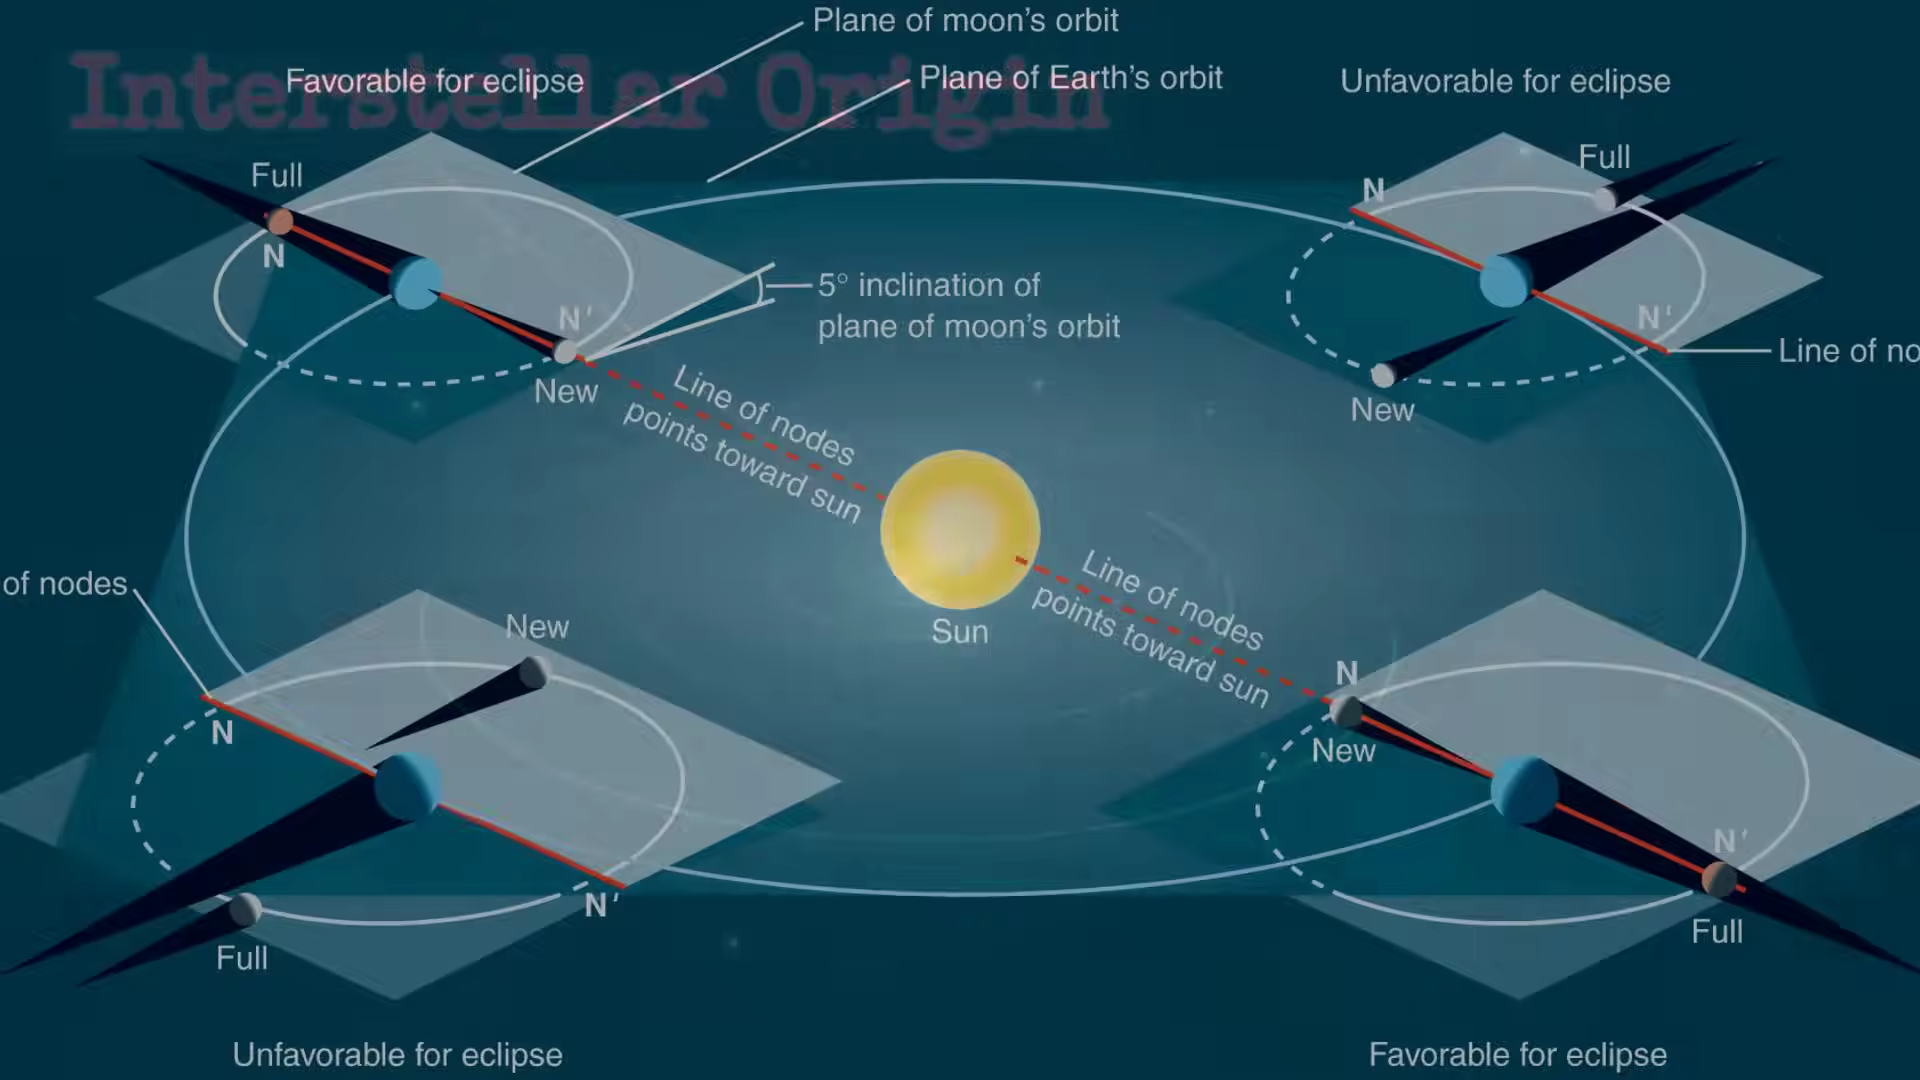 Plane of moon's orbit
Interstellar Origin
Favorable for eclipse
Plane of Earth's orbit
Unfavorable for eclipse
Full
N
N'
New
5° inclination of
plane of moon's orbit
Line of nodes
points toward sun
Full
N
N'
Line of no
New
Sun
of nodes
New
N
N'
Full
Line of nodes
points toward sun
N
New
N'
Full
Unfavorable for eclipse
Favorable for eclipse